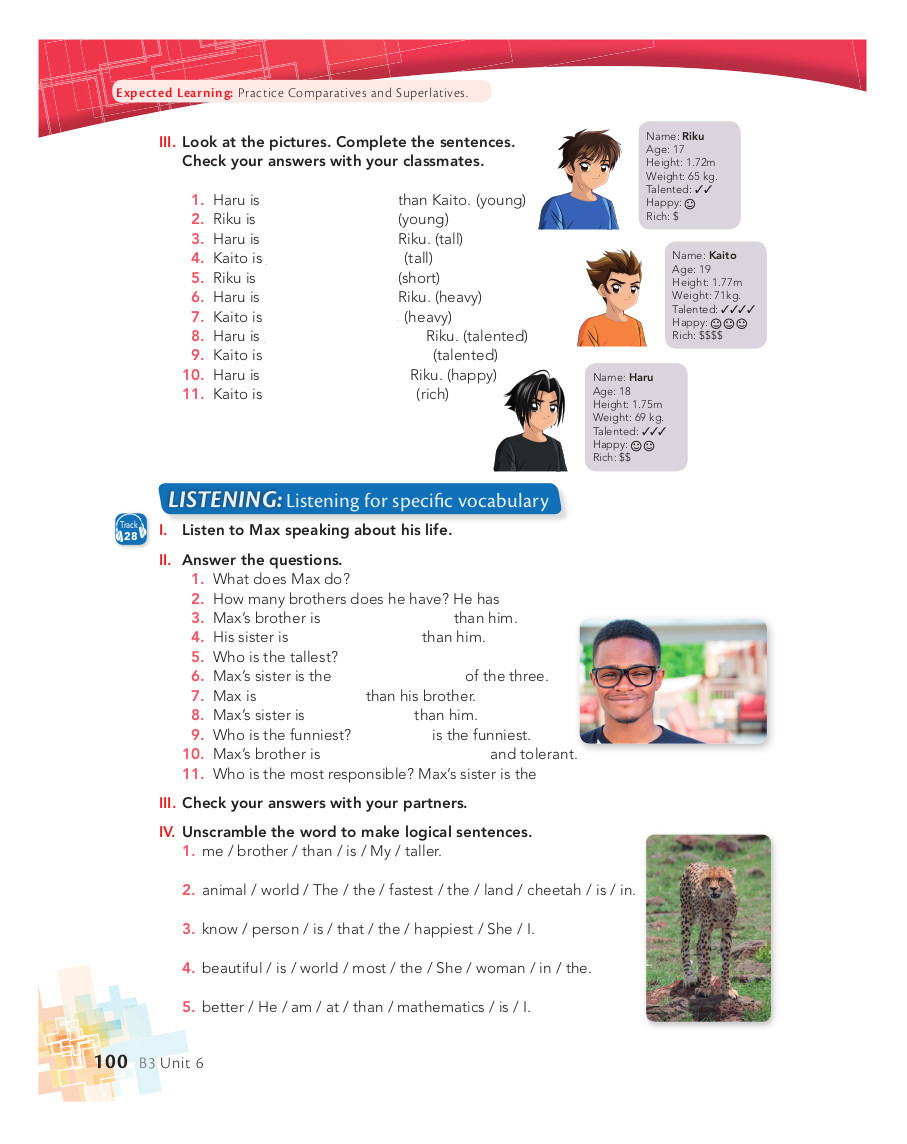 Expected Learning: Practice Comparatives and Superlatives.
III. Look at the pictures. Complete the sentences.
Check your answers with your classmates.
1. Haru is than Kaito. (young)
2. Riku is (young)
3. Haru is Riku. (tall)
4. Kaito is (tall)
5. Riku is (short)
6. Haru is Riku. (heavy)
7. Kaito is (heavy)
8. Haru is Riku. (talented)
9. Kaito is (talented)
10. Haru is Riku. (happy)
11. Kaito is (rich)
Name: Riku
Age: 17
Height: 1.72m
Weight: 65 kg.
Talented: ✓✓
Happy: ☺
Rich: $
Name: Kaito
Age: 19
Height: 1.77m
Weight: 71kg.
Talented: ✓✓✓✓
Happy: ☺☺☺
Rich: $$$$
Name: Haru
Age: 18
Height: 1.75m
Weight: 69 kg.
Talented: ✓✓✓
Happy: ☺☺
Rich: $$
LISTENING: Listening for specific vocabulary
Track
28
I. Listen to Max speaking about his life.
II. Answer the questions.
1. What does Max do?
2. How many brothers does he have? He has
3. Max's brother is than him.
4. His sister is than him.
5. Who is the tallest?
6. Max's sister is the of the three.
7. Max is than his brother.
8. Max's sister is than him.
9. Who is the funniest? is the funniest.
10. Max's brother is and tolerant.
11. Who is the most responsible? Max's sister is the
III. Check your answers with your partners.
IV. Unscramble the word to make logical sentences.
1. me / brother / than / is / My / taller.
2. animal / world / The / the / fastest / the / land / cheetah / is / in.
3. know / person / is / that / the / happiest / She / I.
4. beautiful / is / world / most / the / She / woman / in / the.
5. better / He / am / at / than / mathematics / is / I.
100 B3 Unit 6